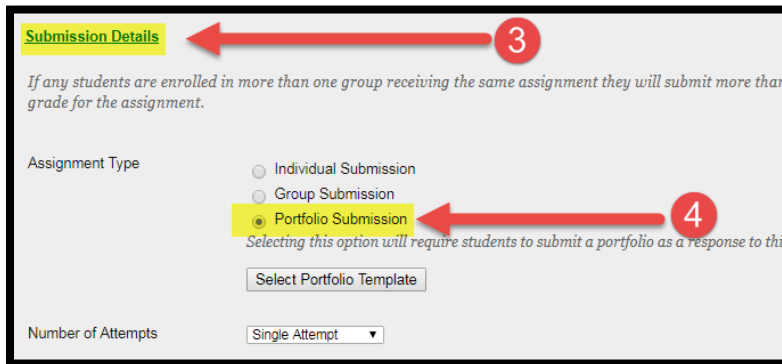 Submission Details
3
If any students are enrolled in more than one group receiving the same assignment they will submit more than
grade for the assignment.
Assignment Type
Individual Submission
Group Submission
Portfolio Submission
4
Selecting this option will require students to submit a portfolio as a response to
Select Portfolio Template
Number of Attempts
Single Attempt